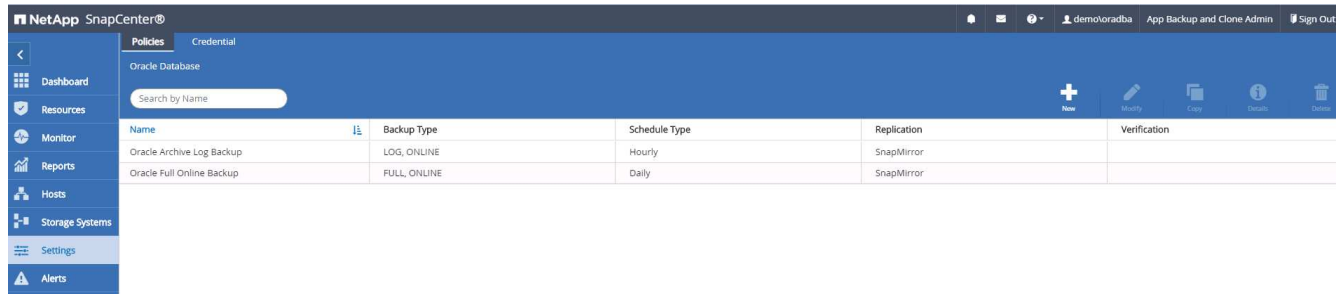 NetApp SnapCenter® demo\oradba App Backup and Clone Admin Sign Out
Policies Credential
Oracle Database
Dashboard
Search by Name
New Modify Copy Details Delete
Resources
Name Backup Type Schedule Type Replication Verification
Monitor
Oracle Archive Log Backup LOG, ONLINE Hourly SnapMirror
Reports
Oracle Full Online Backup FULL, ONLINE Daily SnapMirror
Hosts
Storage Systems
Settings
Alerts